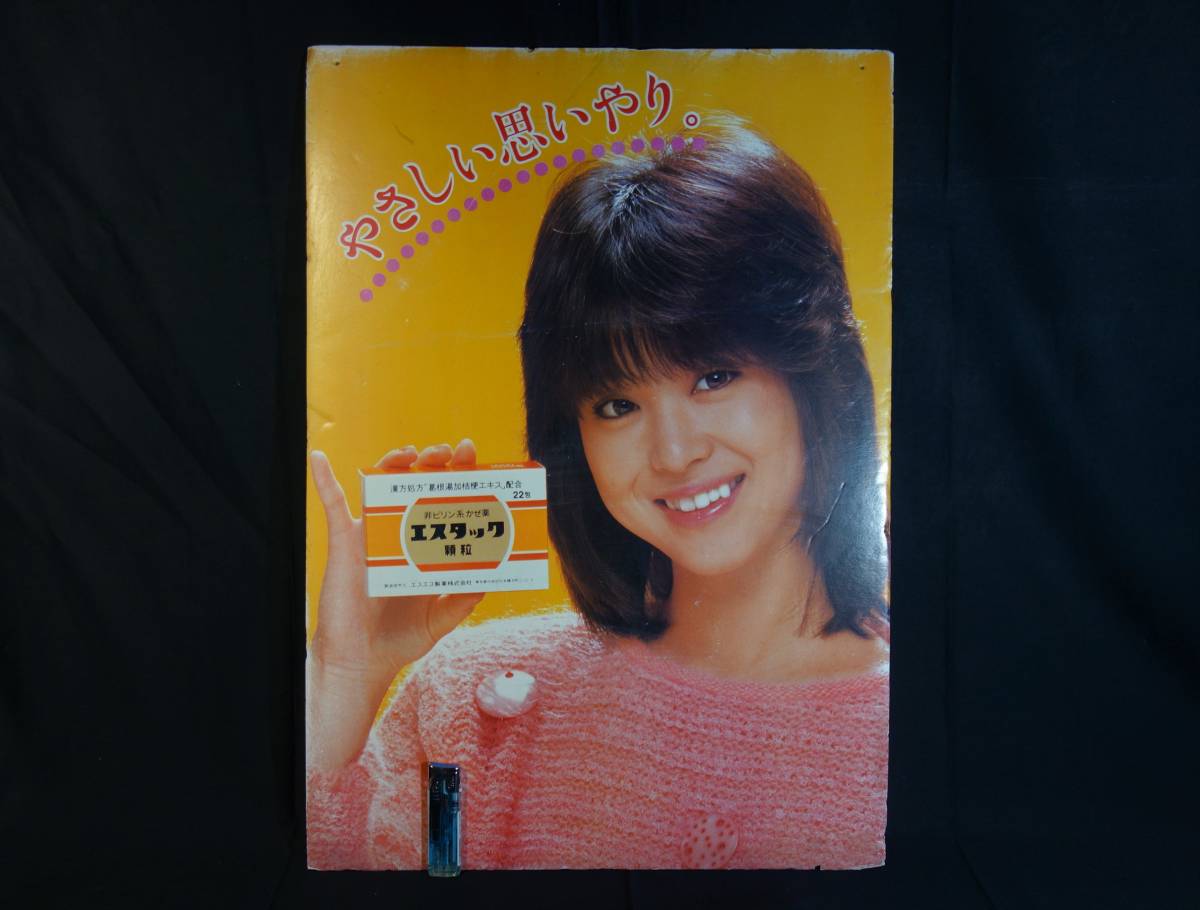 やさしい思いやり。
漢方処方「葛根湯加桔梗エキス」配合
22包
非ピリン系かぜ薬
エスタック
顆粒
エスエス製薬株式会社